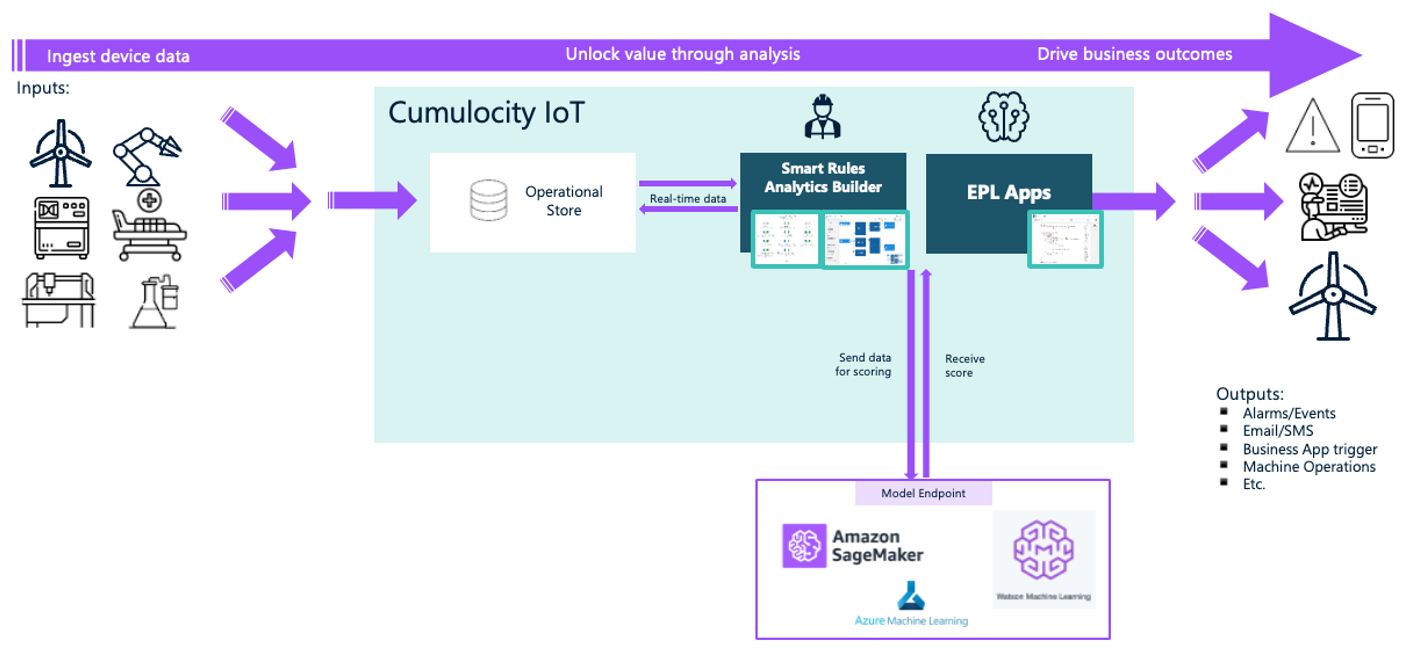 Ingest device data
Unlock value through analysis
Drive business outcomes
Inputs:
Cumulocity IoT
Operational
Store
Real-time data
Smart Rules
Analytics Builder
EPL Apps
Send data
for scoring
Receive
score
Outputs:
Alarms/Events
Email/SMS
Business App trigger
Machine Operations
Etc.
Model Endpoint
Amazon
SageMaker
Watson Machine Learning
Azure Machine Learning